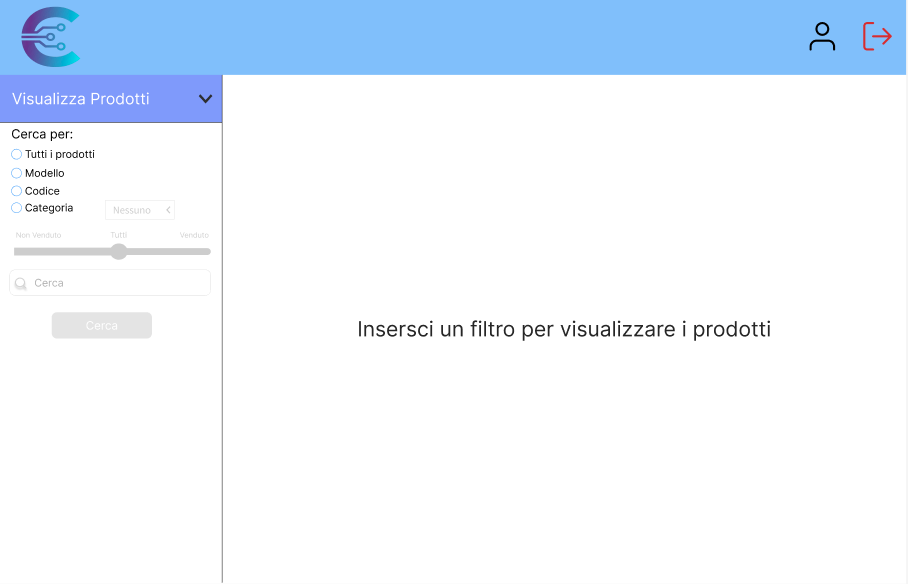 Visualizza Prodotti
Cerca per:
Tutti i prodotti
Modello
Codice
Categoria
Nessuno
Non Venduto Tutti Venduto
Cerca
Cerca
Insersci un filtro per visualizzare i prodotti